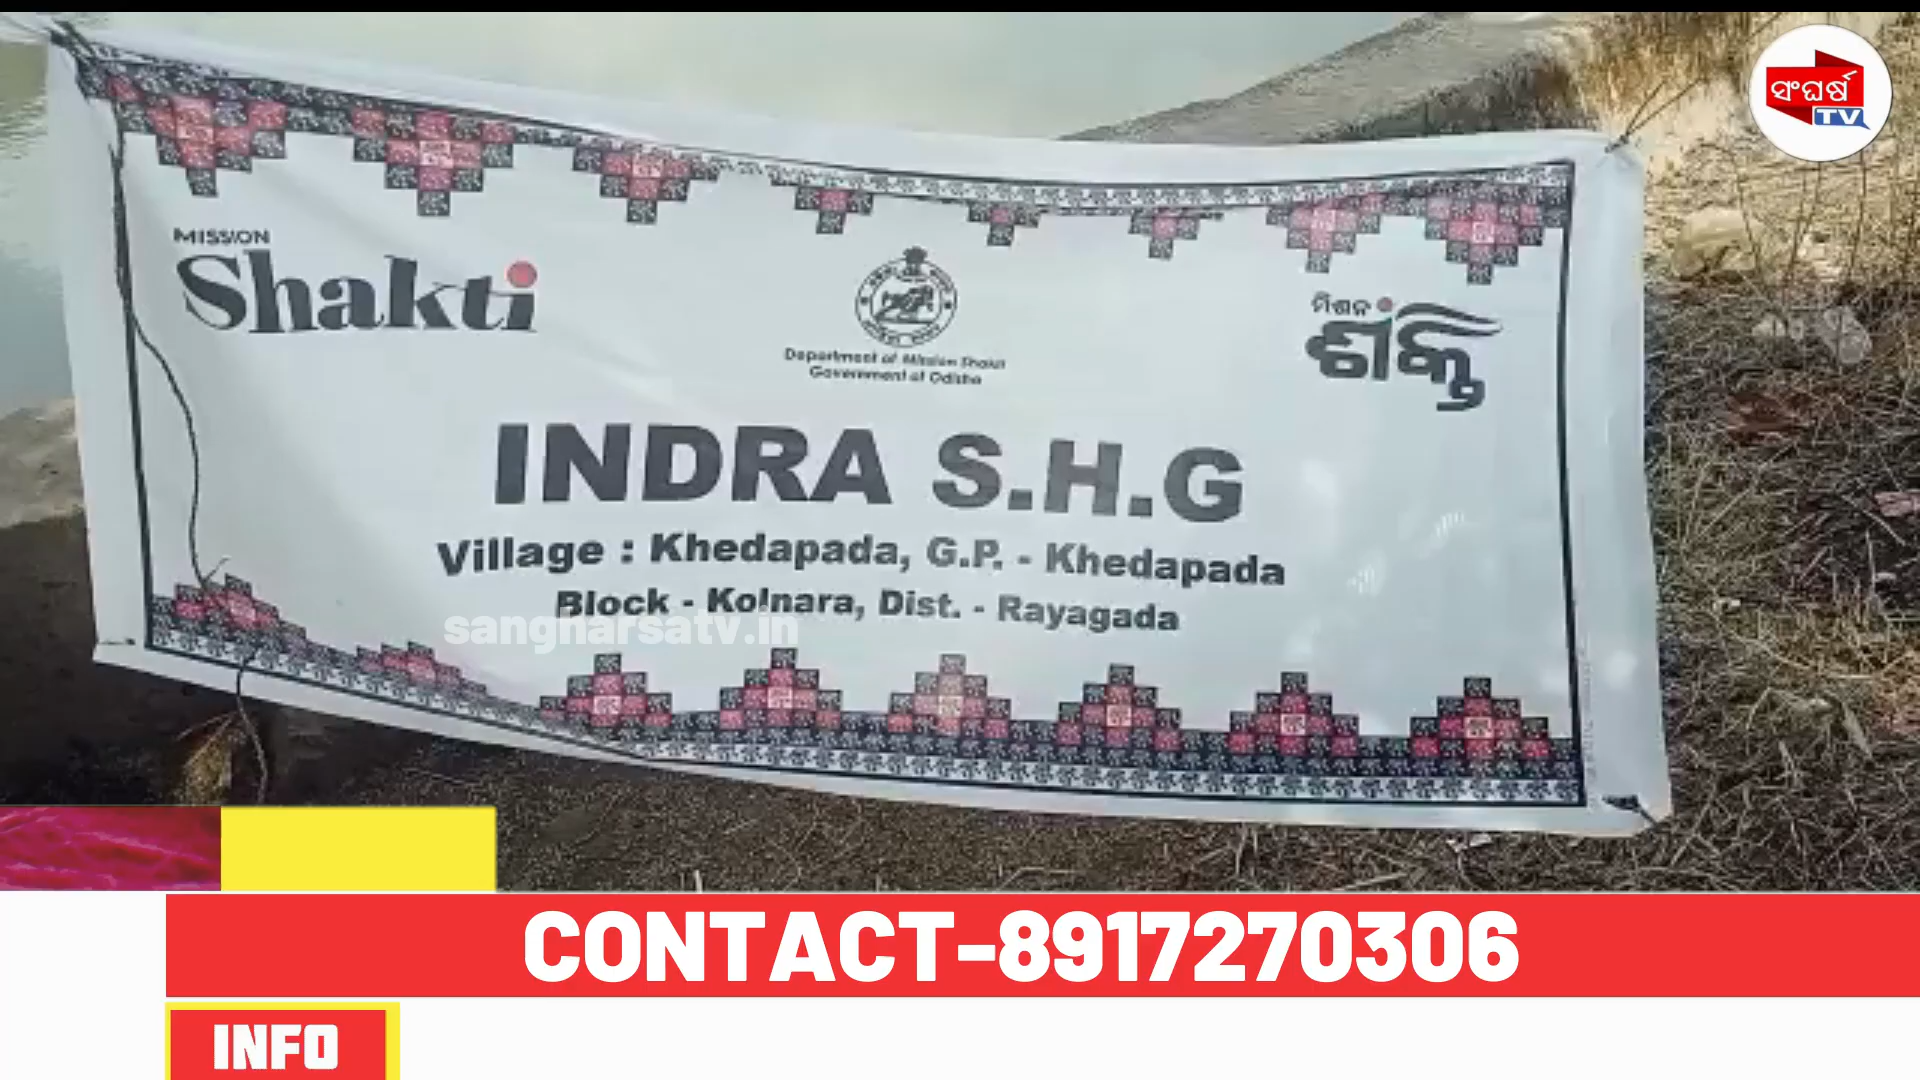 ସଂଘର୍ଷ
TV
MISSION
Shakti
ମିଶନ
ଶକ୍ତି
Department of Mission Shakti
Government of Odisha
INDRA S.H.G
Village : Khedapada, G.P. - Khedapada
Block - Kolnara, Dist. - Rayagada
sangharsatv.in
CONTACT-8917270306
INFO